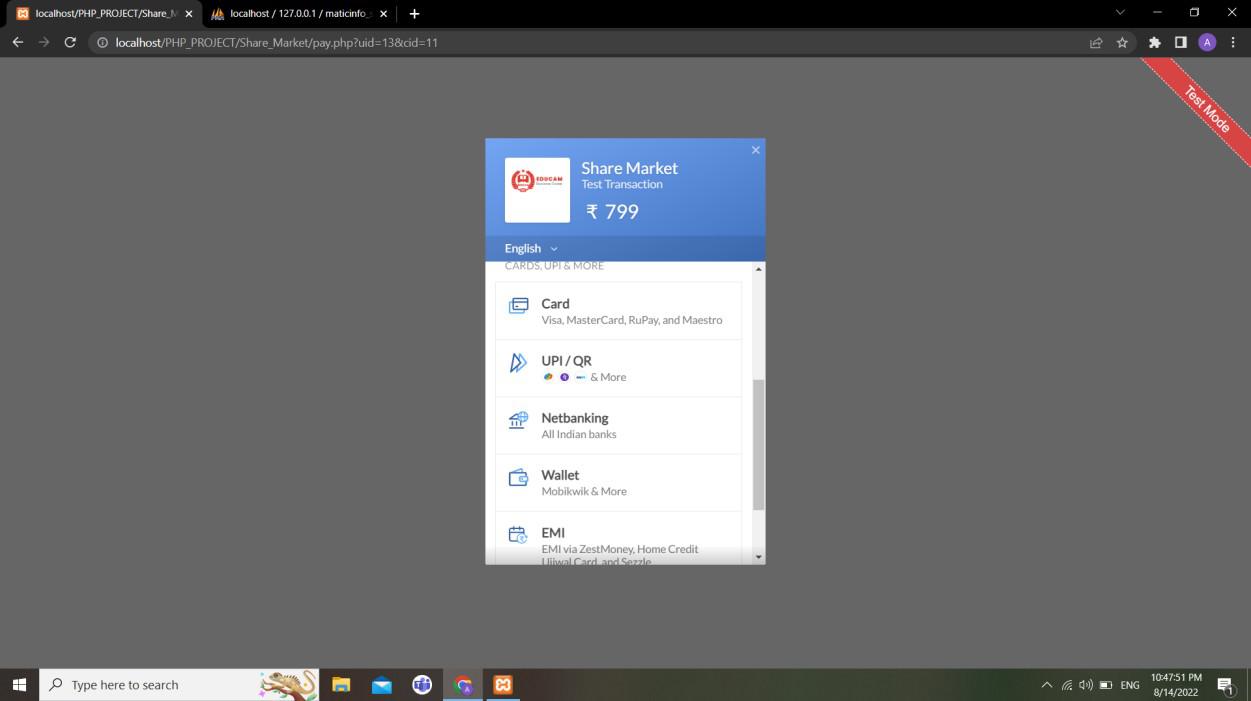 localhost/PHP_PROJECT/Share_M
localhost / 127.0.0.1 / maticinfo_
localhost/PHP_PROJECT/Share_Market/pay.php?uid=13&cid=11
A
Test Mode
EDUCAM
Share Market
Test Transaction
₹ 799
English
CARDS, UPI & MORE
Card
Visa, MasterCard, RuPay, and Maestro
UPI / QR
& More
Netbanking
All Indian banks
Wallet
Mobikwik & More
EMI
EMI via ZestMoney, Home Credit
Ujjwal Card, and Sezzle
Type here to search
ENG
10:47:51 PM
8/14/2022
1